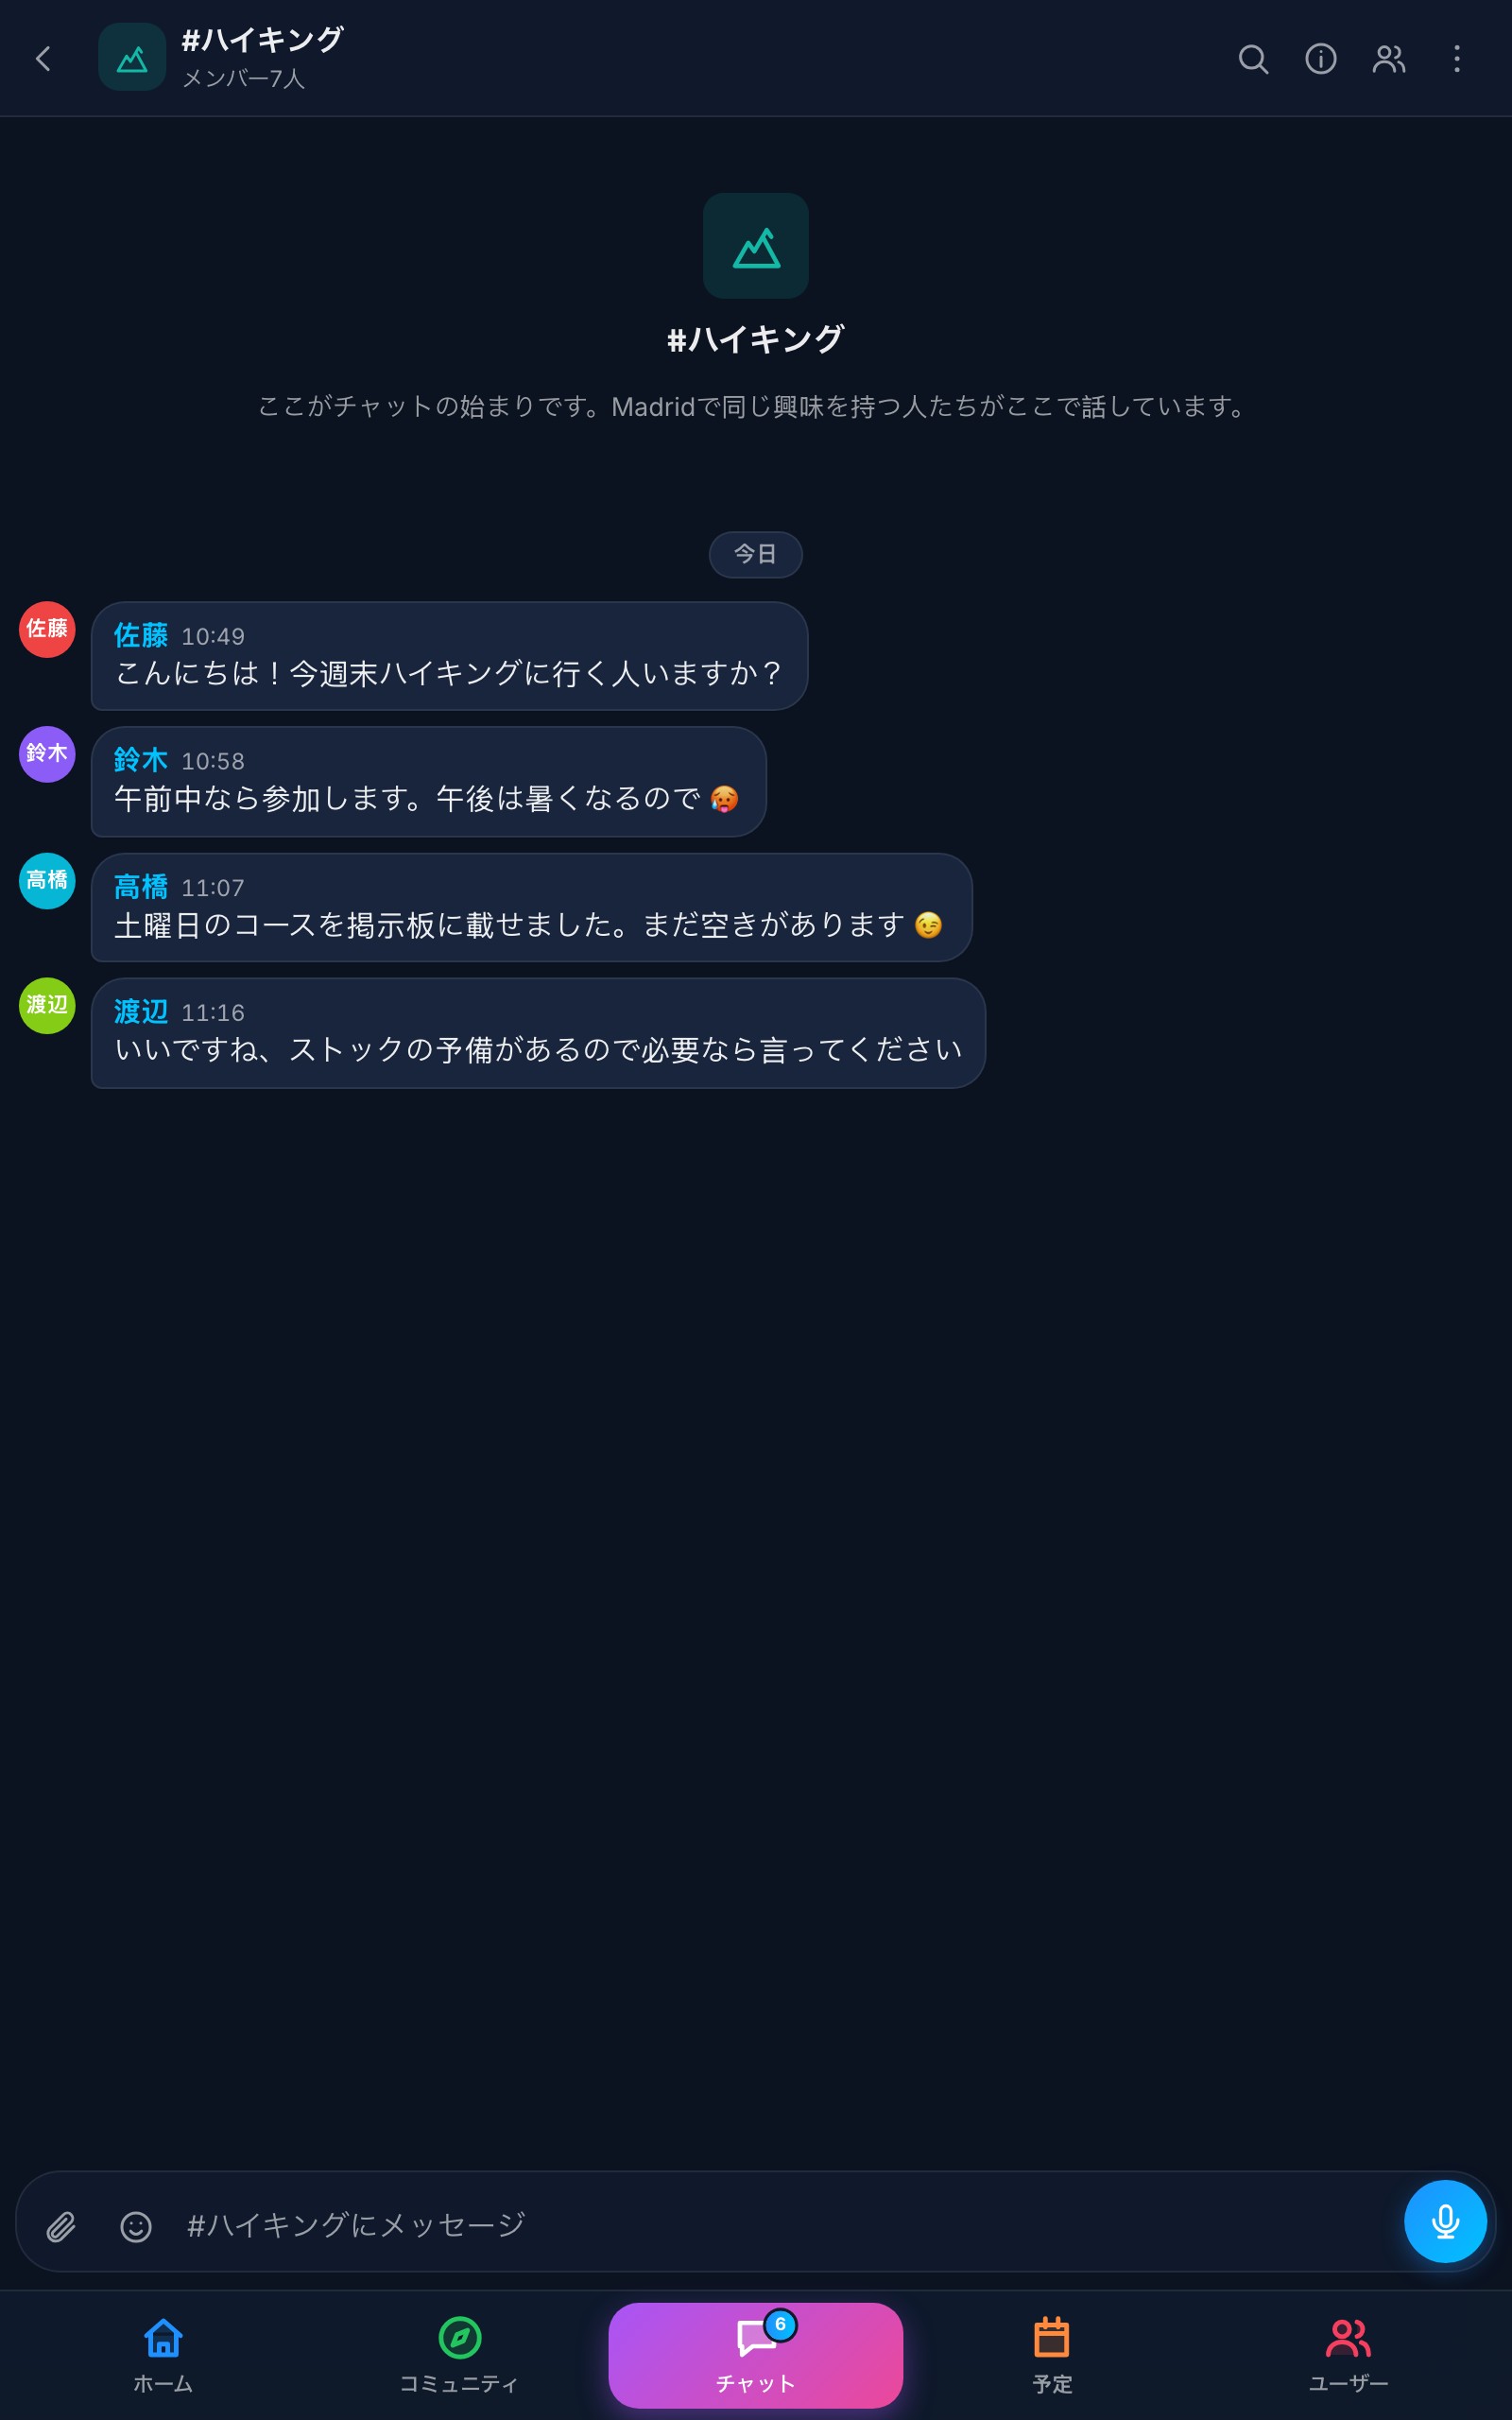 #ハイキング
メンバー7人
#ハイキング
ここがチャットの始まりです。Madridで同じ興味を持つ人たちがここで話しています。
今日
佐藤
佐藤 10:49
こんにちは！今週末ハイキングに行く人いますか？
鈴木
鈴木 10:58
午前中なら参加します。午後は暑くなるので 🥵
高橋
高橋 11:07
土曜日のコースを掲示板に載せました。まだ空きがあります 😉
渡辺
渡辺 11:16
いいですね、ストックの予備があるので必要なら言ってください
#ハイキングにメッセージ
6
ホーム
コミュニティ
チャット
予定
ユーザー